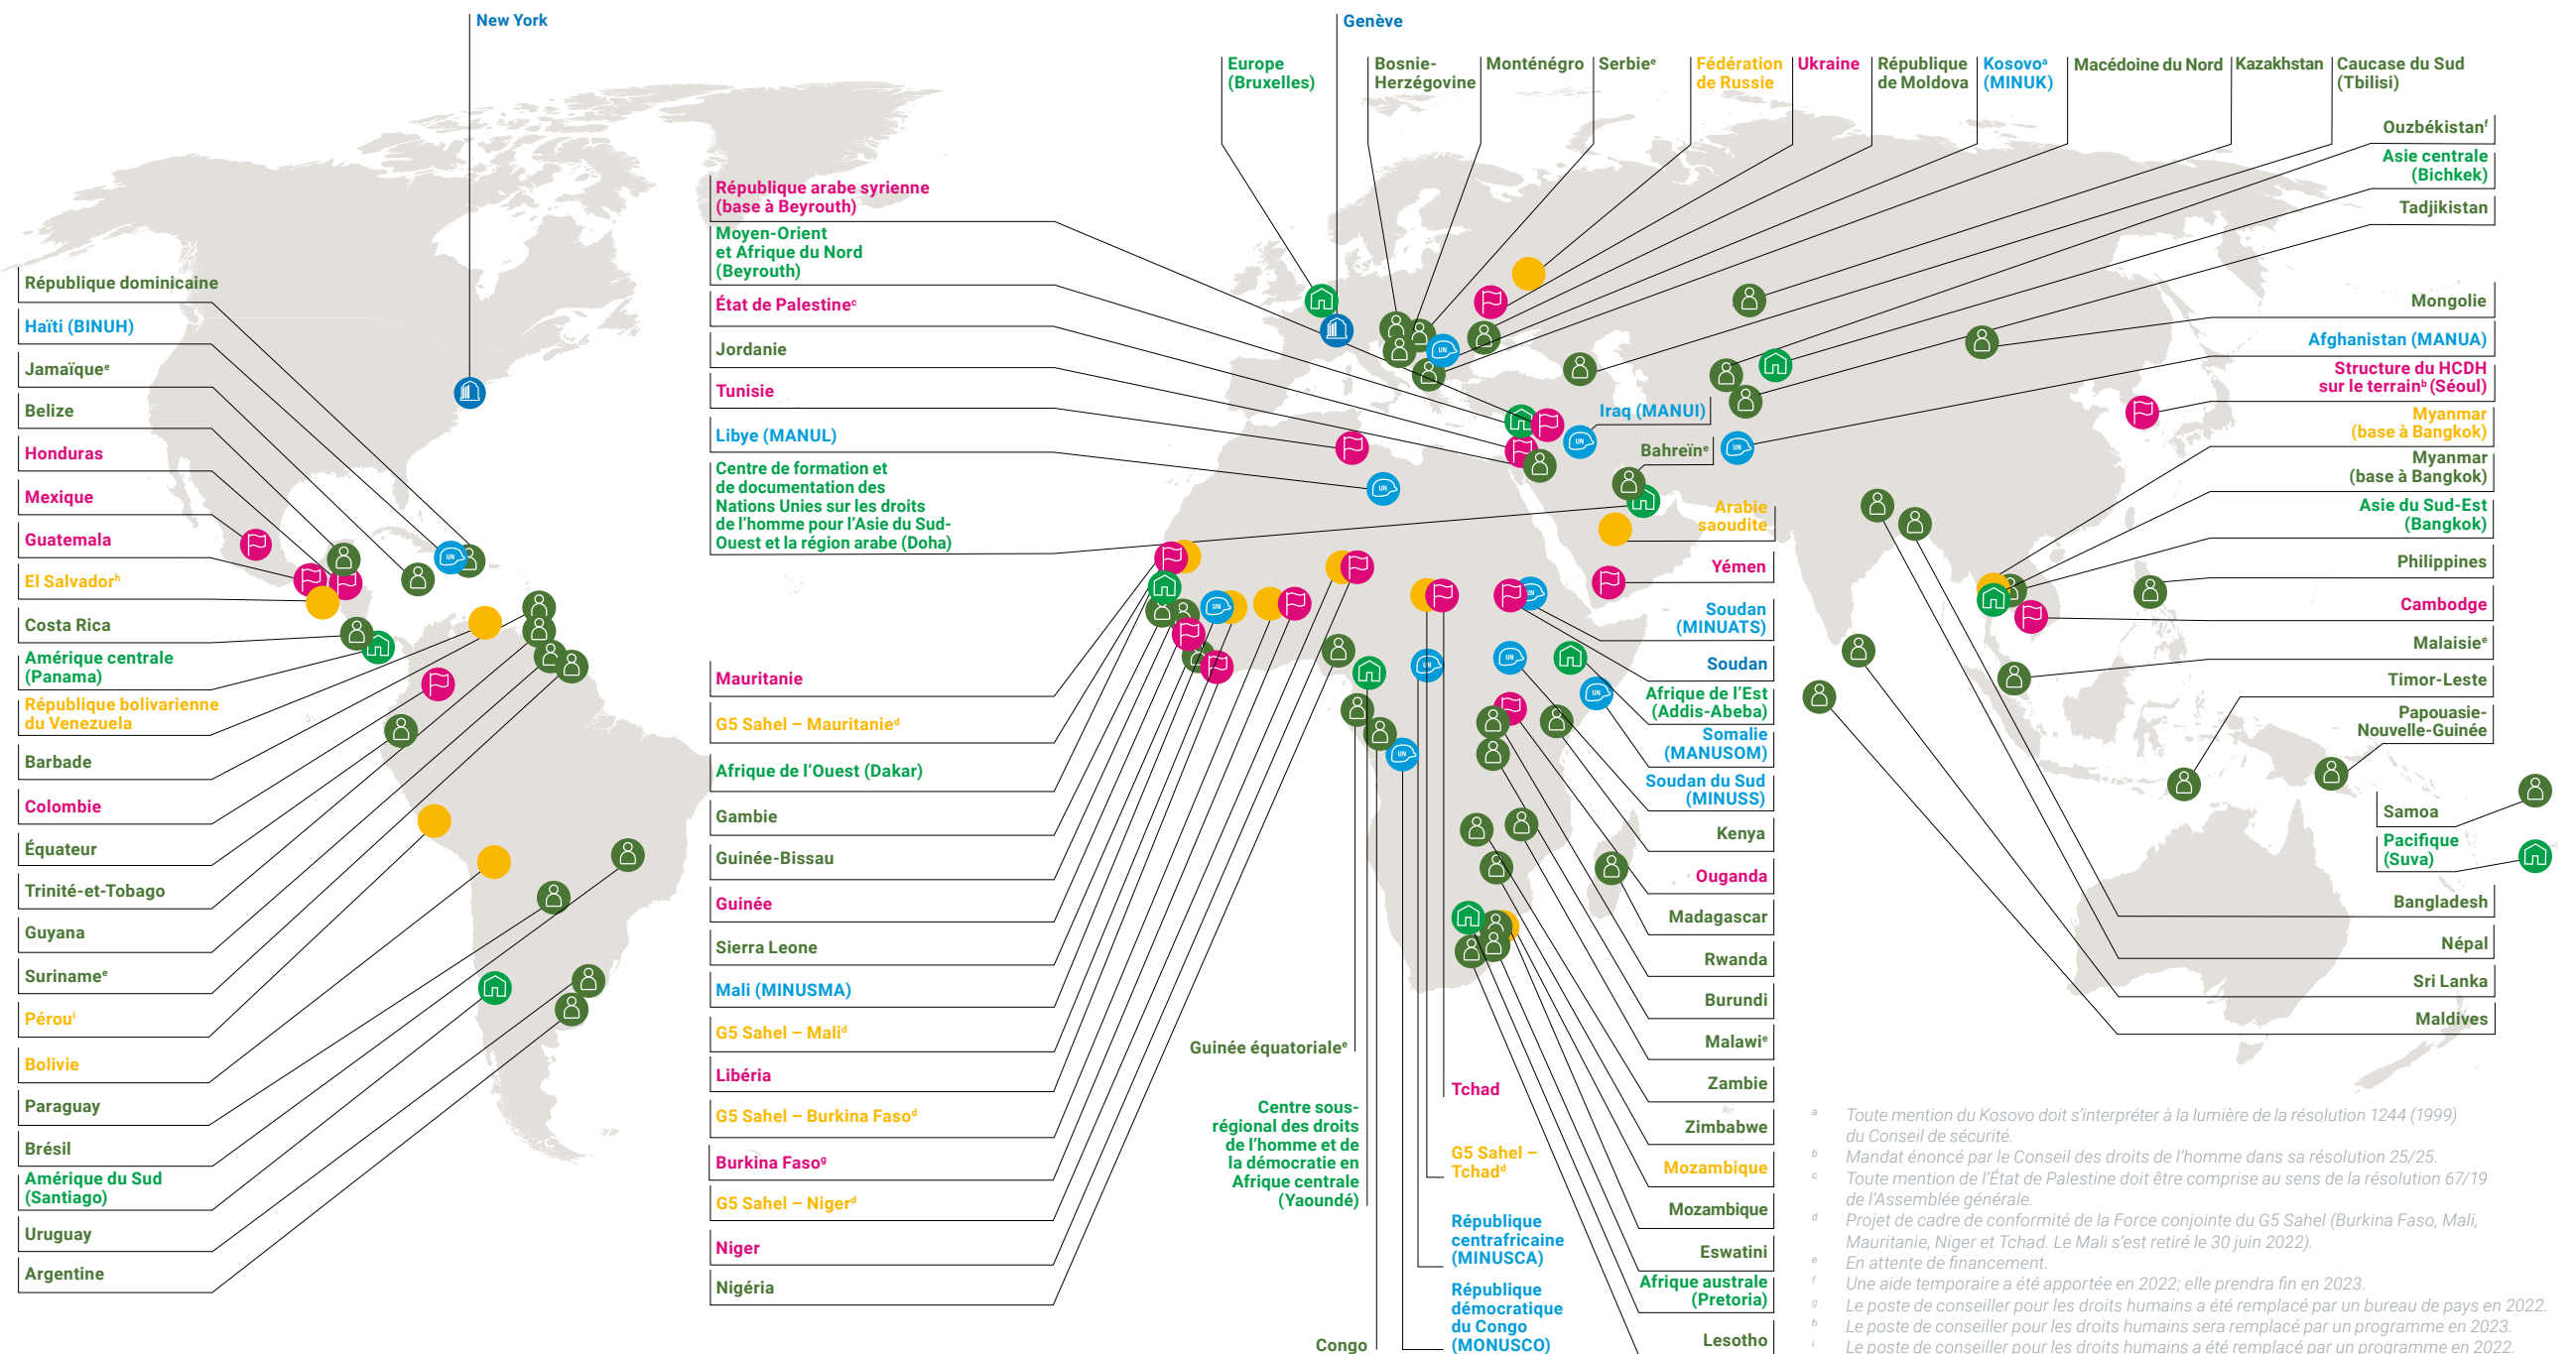 New York
Genève
Europe
(Bruxelles)
Bosnie-
Herzégovine
Monténégro
Serbieᵉ
Fédération
de Russie
Ukraine
République
de Moldova
Kosovoᵃ
(MINUK)
Macédoine du Nord
Kazakhstan
Caucase du Sud
(Tbilisi)
Ouzbékistanᶠ
Asie centrale
(Bichkek)
Tadjikistan
Mongolie
Afghanistan (MANUA)
Structure du HCDH
sur le terrainᵇ (Séoul)
Myanmar
(base à Bangkok)
Myanmar
(base à Bangkok)
Asie du Sud-Est
(Bangkok)
Philippines
Cambodge
Malaisieᵉ
Timor-Leste
Papouasie-
Nouvelle-Guinée
Samoa
Pacifique
(Suva)
Bangladesh
Népal
Sri Lanka
Maldives
République dominicaine
Haïti (BINUH)
Jamaïqueᵉ
Belize
Honduras
Mexique
Guatemala
El Salvadorʰ
Costa Rica
Amérique centrale
(Panama)
République bolivarienne
du Venezuela
Barbade
Colombie
Équateur
Trinité-et-Tobago
Guyana
Surinameᵉ
Pérouⁱ
Bolivie
Paraguay
Brésil
Amérique du Sud
(Santiago)
Uruguay
Argentine
République arabe syrienne
(base à Beyrouth)
Moyen-Orient
et Afrique du Nord
(Beyrouth)
État de Palestineᶜ
Jordanie
Tunisie
Libye (MANUL)
Centre de formation et
de documentation des
Nations Unies sur les droits
de l’homme pour l’Asie du Sud-
Ouest et la région arabe (Doha)
Mauritanie
G5 Sahel – Mauritanieᵈ
Afrique de l’Ouest (Dakar)
Gambie
Guinée-Bissau
Guinée
Sierra Leone
Mali (MINUSMA)
G5 Sahel – Maliᵈ
Libéria
G5 Sahel – Burkina Fasoᵈ
Burkina Fasoᵍ
G5 Sahel – Nigerᵈ
Niger
Nigéria
Iraq (MANUI)
Bahreïnᵉ
Arabie
saoudite
Yémen
Soudan
(MINUATS)
Soudan
Afrique de l’Est
(Addis-Abeba)
Somalie
(MANUSOM)
Soudan du Sud
(MINUSS)
Kenya
Ouganda
Madagascar
Rwanda
Burundi
Malawiᵉ
Zambie
Zimbabwe
Mozambique
Mozambique
Eswatini
Afrique australe
(Pretoria)
Lesotho
Guinée équatorialeᵉ
Centre sous-
régional des droits
de l’homme et de
la démocratie en
Afrique centrale
(Yaoundé)
Congo
Tchad
G5 Sahel –
Tchadᵈ
République
centrafricaine
(MINUSCA)
République
démocratique
du Congo
(MONUSCO)
ᵃ Toute mention du Kosovo doit s’interpréter à la lumière de la résolution 1244 (1999)
du Conseil de sécurité.
ᵇ Mandat énoncé par le Conseil des droits de l’homme dans sa résolution 25/25.
ᶜ Toute mention de l’État de Palestine doit être comprise au sens de la résolution 67/19
de l’Assemblée générale.
ᵈ Projet de cadre de conformité de la Force conjointe du G5 Sahel (Burkina Faso, Mali,
Mauritanie, Niger et Tchad. Le Mali s’est retiré le 30 juin 2022).
ᵉ En attente de financement.
ᶠ Une aide temporaire a été apportée en 2022; elle prendra fin en 2023.
ᵍ Le poste de conseiller pour les droits humains a été remplacé par un bureau de pays en 2022.
ʰ Le poste de conseiller pour les droits humains sera remplacé par un programme en 2023.
ⁱ Le poste de conseiller pour les droits humains a été remplacé par un programme en 2022.